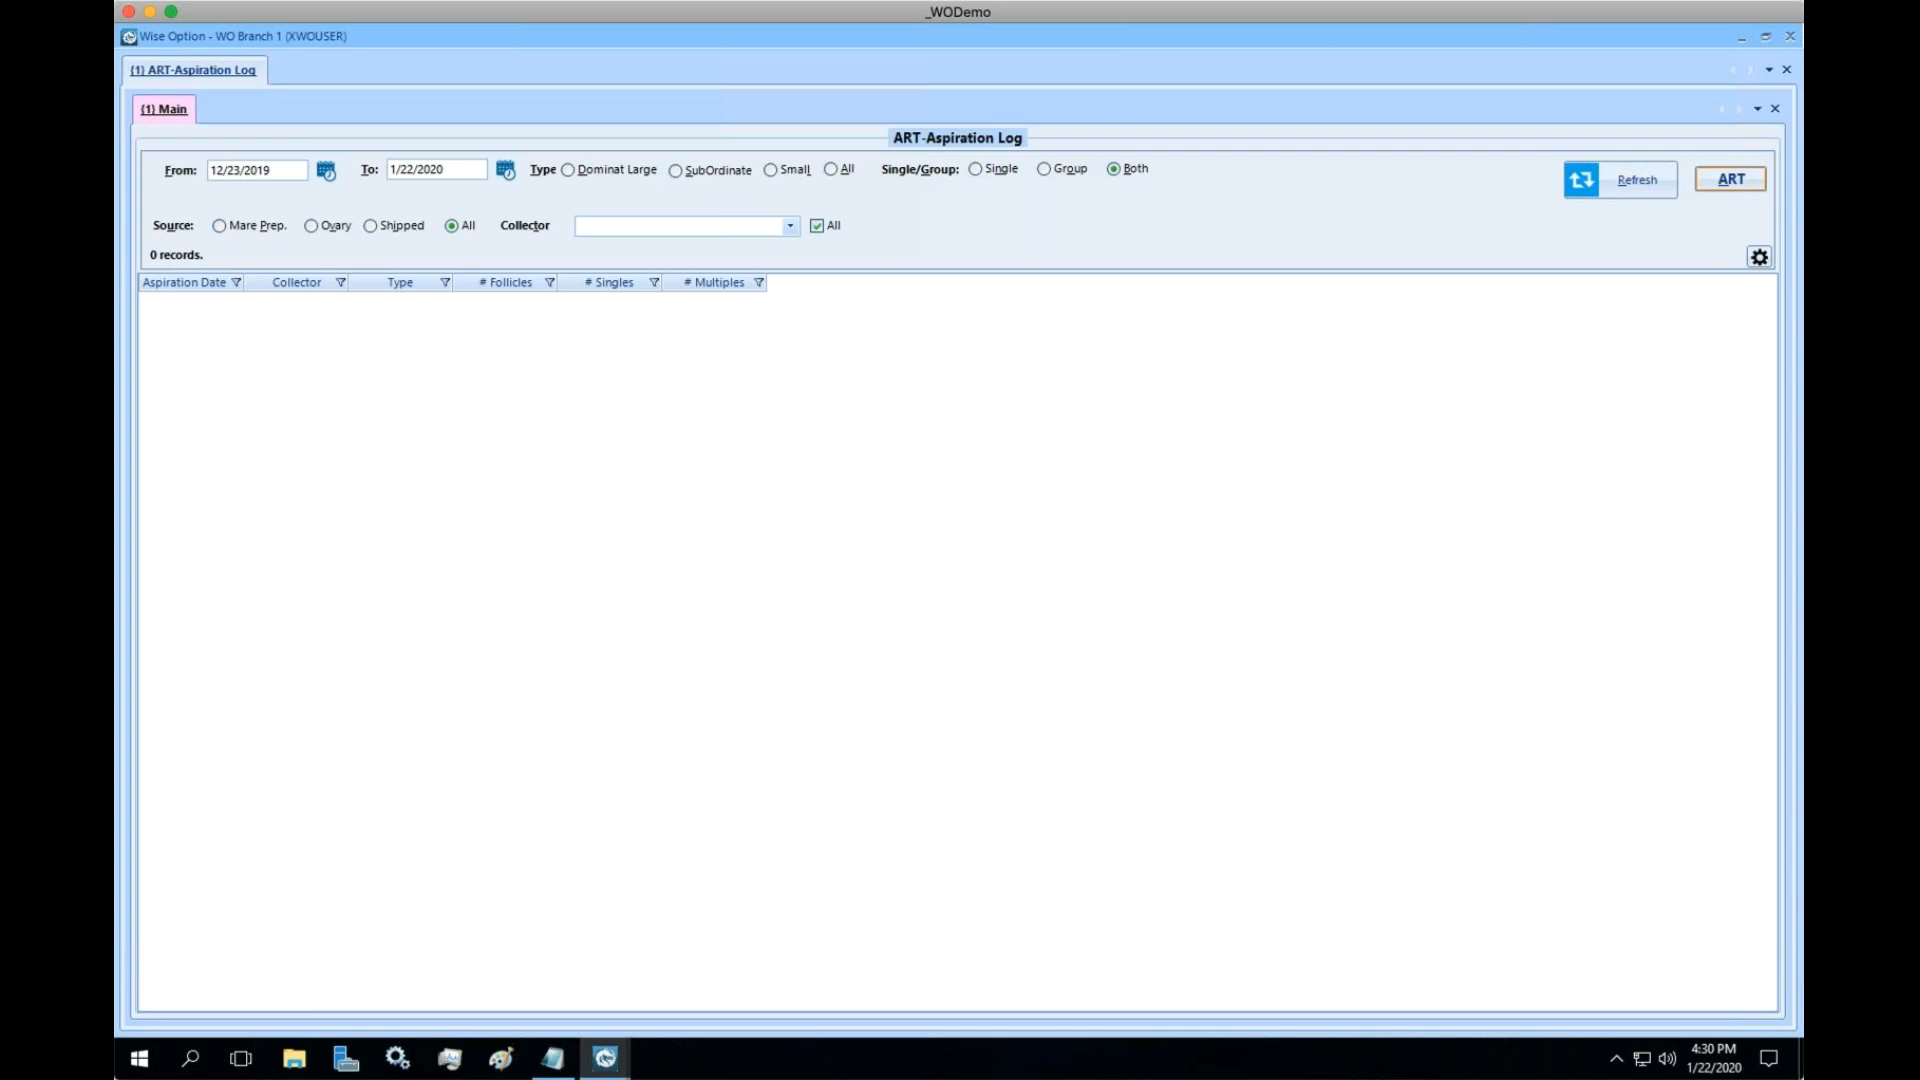 _WODemo
Wise Option - WO Branch 1 (XWOUSER)
{1} ART-Aspiration Log
{1} Main
ART-Aspiration Log
From: 12/23/2019 To: 1/22/2020 Type Dominat Large SubOrdinate Small All Single/Group: Single Group Both Refresh ART
Source: Mare Prep. Ovary Shipped All Collector All
0 records.
Aspiration Date Collector Type # Follicles # Singles # Multiples
4:30 PM
1/22/2020